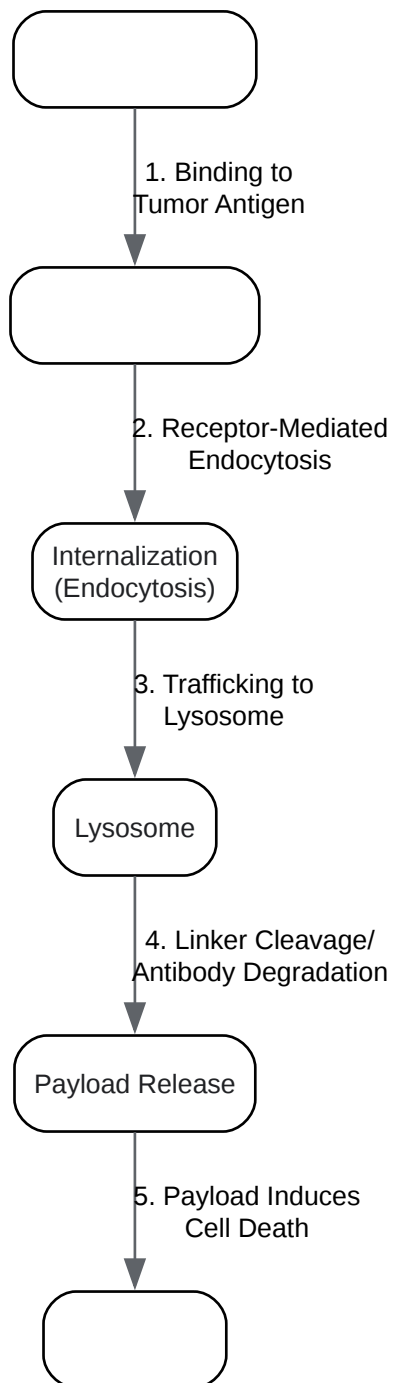 1. Binding to
Tumor Antigen
2. Receptor-Mediated
Endocytosis
Internalization
(Endocytosis)
3. Trafficking to
Lysosome
Lysosome
4. Linker Cleavage/
Antibody Degradation
Payload Release
5. Payload Induces
Cell Death